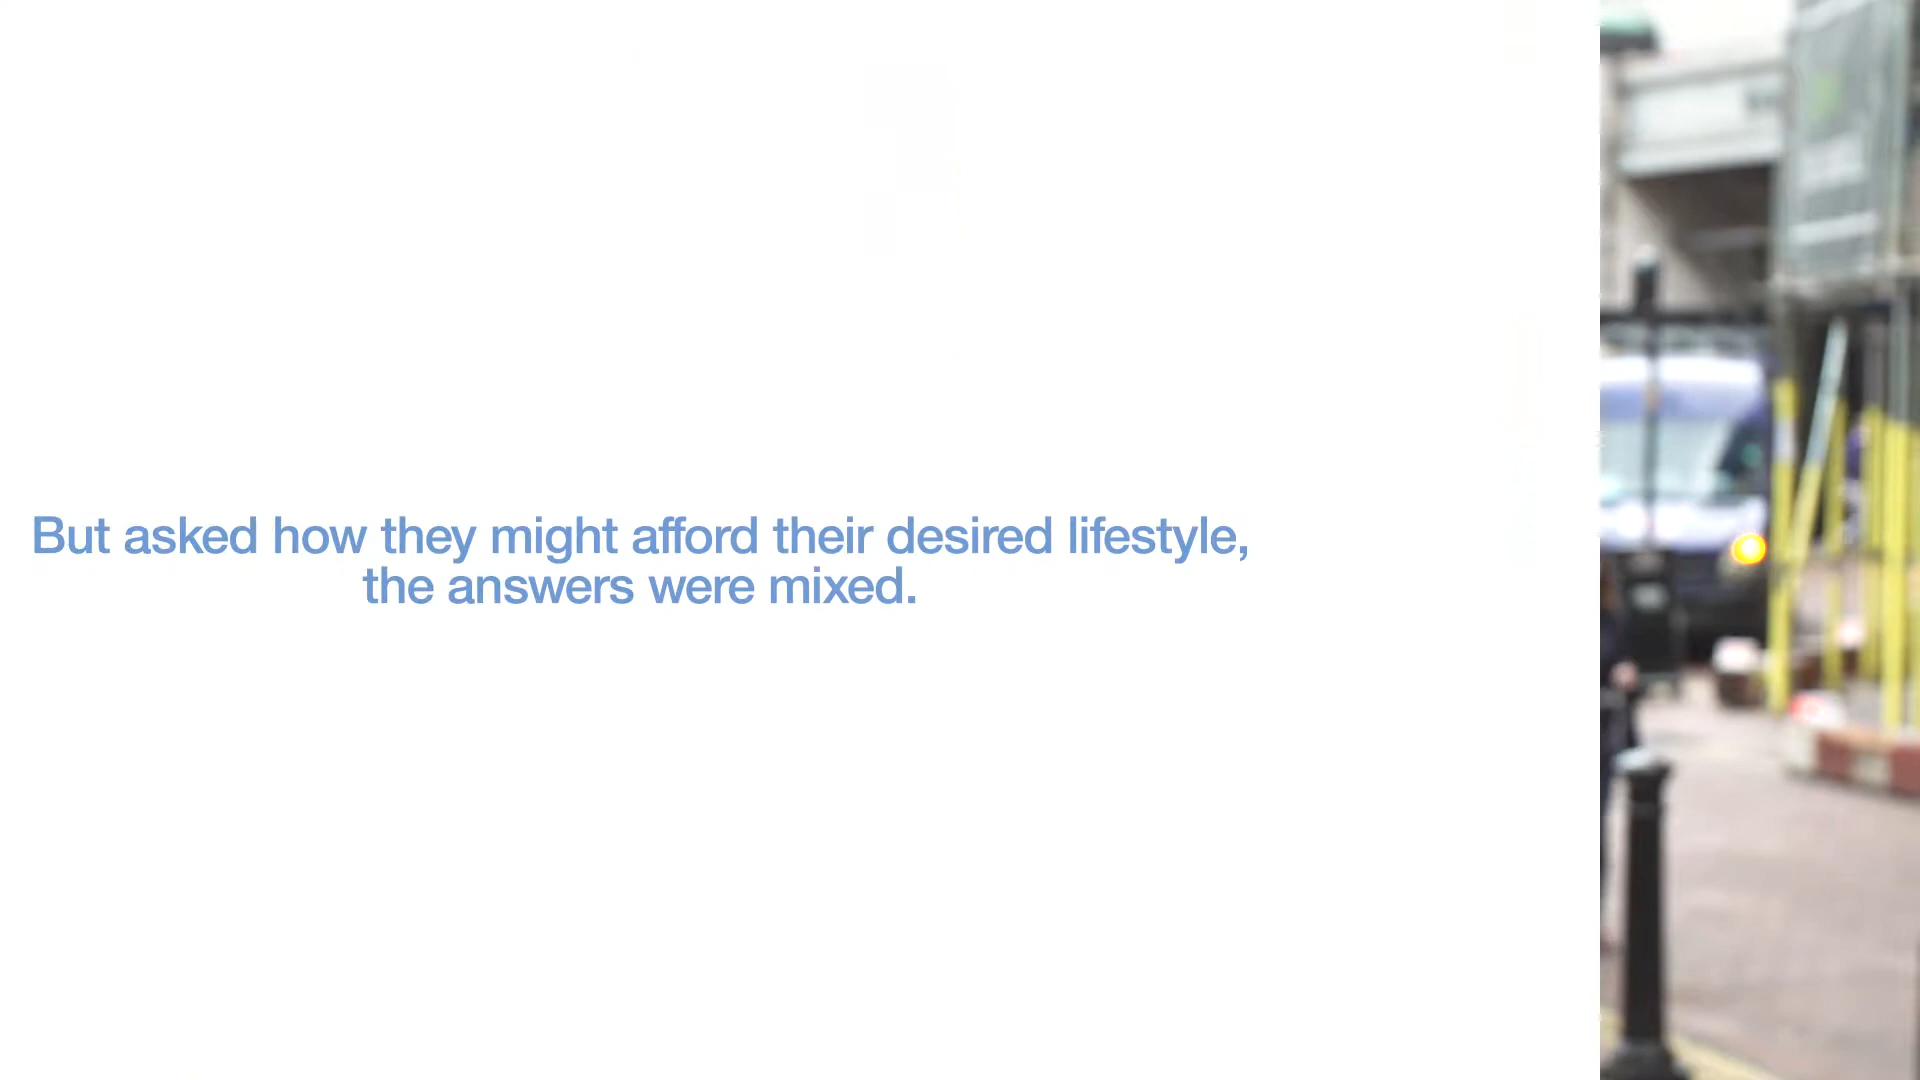 But asked how they might afford their desired lifestyle,
the answers were mixed.